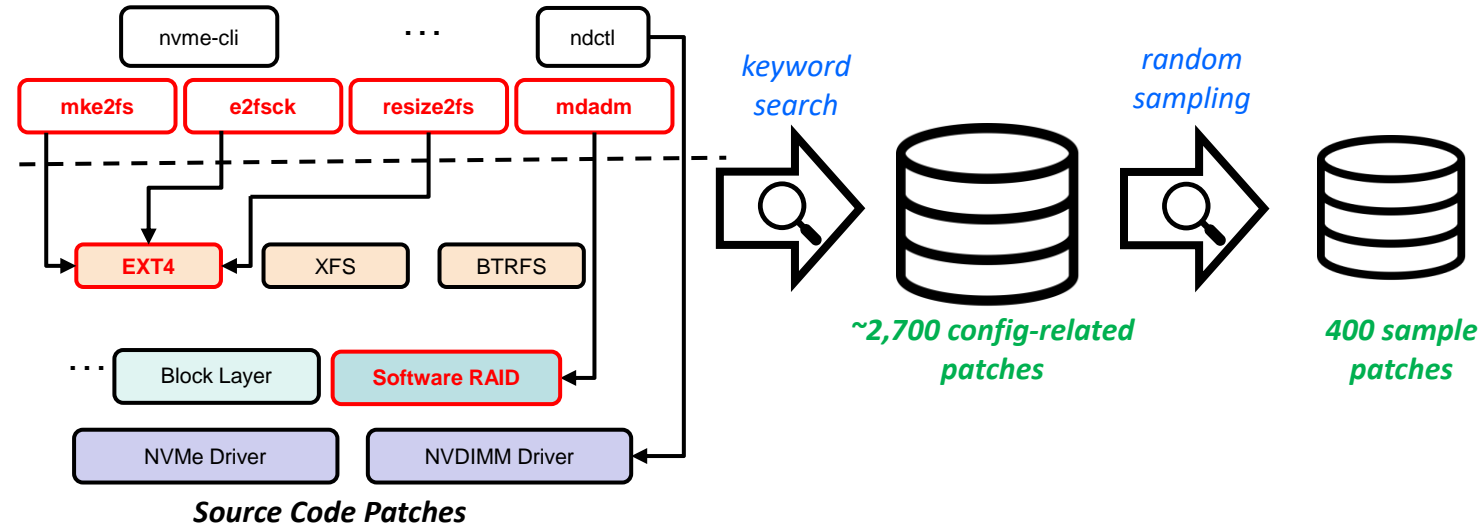 nvme-cli
...
ndctl
mke2fs
e2fsck
resize2fs
mdadm
EXT4
XFS
BTRFS
...
Block Layer
Software RAID
NVMe Driver
NVDIMM Driver
Source Code Patches
keyword
search
~2,700 config-related
patches
random
sampling
400 sample
patches